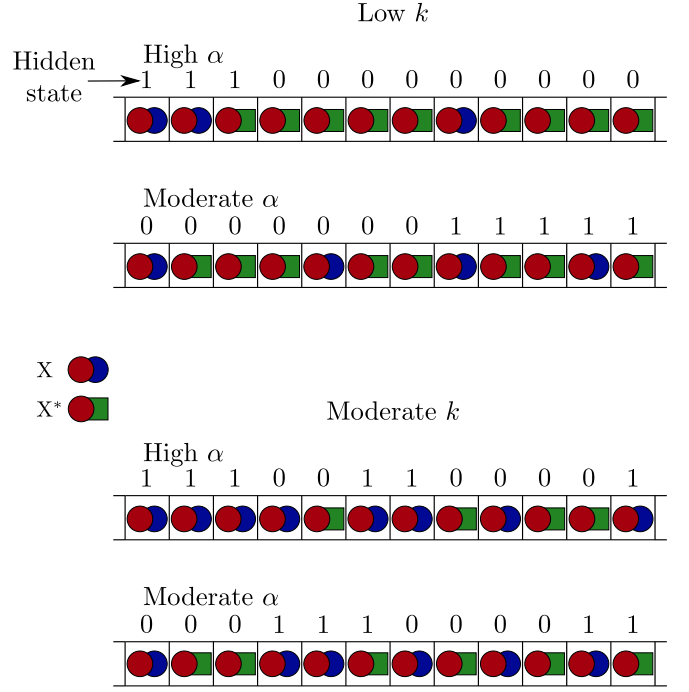 Low k
High α
Hidden
state
1 1 1 0 0 0 0 0 0 0 0 0
Moderate α
0 0 0 0 0 0 0 1 1 1 1 1
X
X*
Moderate k
High α
1 1 1 0 0 1 1 0 0 0 0 1
Moderate α
0 0 0 1 1 1 0 0 0 0 1 1